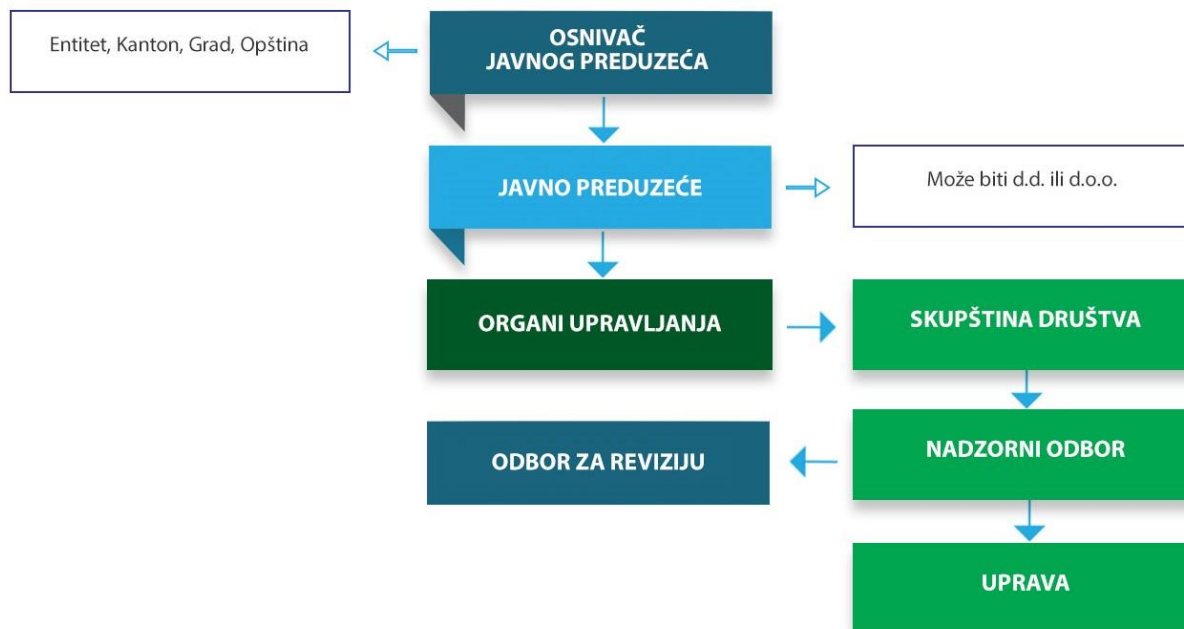 Entitet, Kanton, Grad, Opština
OSNIVAČ
JAVNOG PREDUZEĆA
JAVNO PREDUZEĆE
Može biti d.d. ili d.o.o.
ORGANI UPRAVLJANJA
SKUPŠTINA DRUŠTVA
ODBOR ZA REVIZIJU
NADZORNI ODBOR
UPRAVA